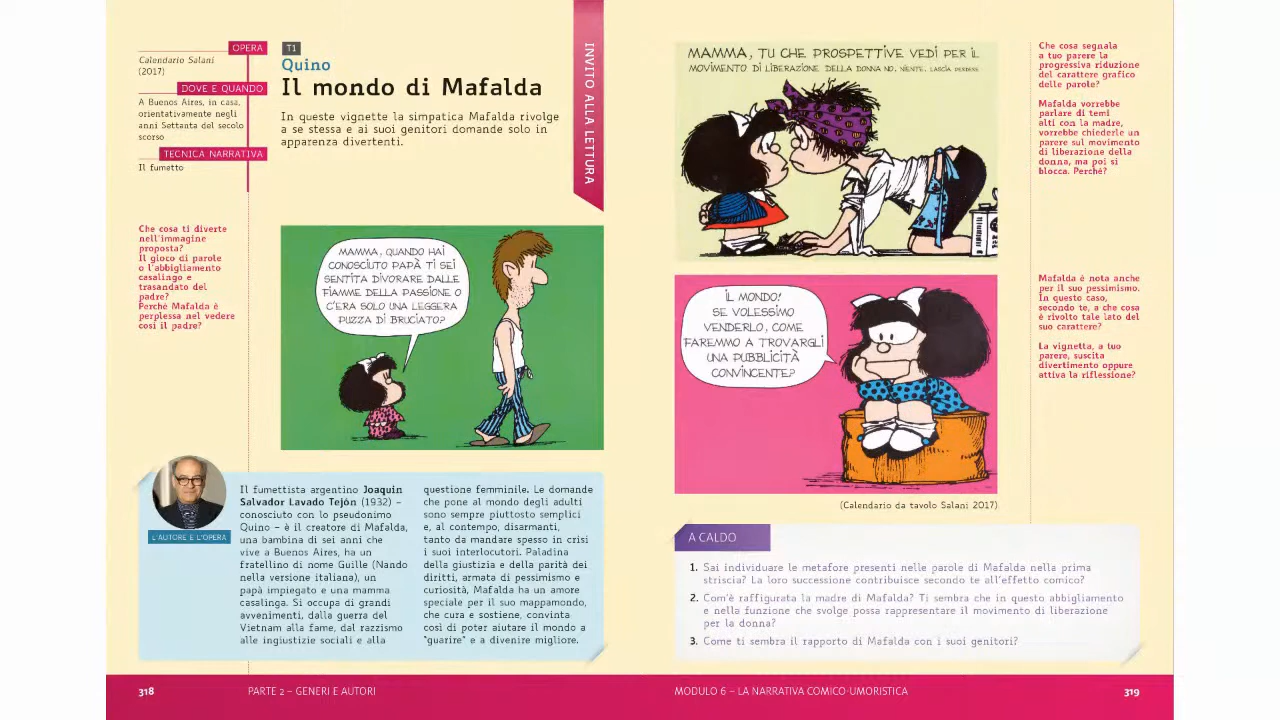 OPERA
Calendario Salani
(2017)
DOVE E QUANDO
A Buenos Aires, in casa,
orientativamente negli
anni Settanta del secolo
scorso
TECNICA NARRATIVA
Il fumetto
T1
Quino
Il mondo di Mafalda
In queste vignette la simpatica Mafalda rivolge
a se stessa e ai suoi genitori domande solo in
apparenza divertenti.
INVITO ALLA LETTURA
Che cosa ti diverte
nell'immagine
proposta?
Il gioco di parole
o l'abbigliamento
casalingo e
trasandato del
padre?
Perché Mafalda è
perplessa nel vedere
così il padre?
MAMMA, QUANDO HAI
CONOSCIUTO PAPÀ TI SEI
SENTITA DIVORARE DALLE
FIAMME DELLA PASSIONE O
C'ERA SOLO UNA LEGGERA
PUZZA DI BRUCIATO?
L'AUTORE E L'OPERA
Il fumettista argentino Joaquin
Salvador Lavado Tejón (1932) –
conosciuto con lo pseudonimo
Quino – è il creatore di Mafalda,
una bambina di sei anni che
vive a Buenos Aires, ha un
fratellino di nome Guille (Nando
nella versione italiana), un
papà impiegato e una mamma
casalinga. Si occupa di grandi
avvenimenti, dalla guerra del
Vietnam alla fame, dal razzismo
alle ingiustizie sociali e alla
questione femminile. Le domande
che pone al mondo degli adulti
sono sempre piuttosto semplici
e, al contempo, disarmanti,
tanto da mandare spesso in crisi
i suoi interlocutori. Paladina
della giustizia e della parità dei
diritti, armata di pessimismo e
curiosità, Mafalda ha un amore
speciale per il suo mappamondo,
che cura e sostiene, convinta
così di poter aiutare il mondo a
"guarire" e a divenire migliore.
318
PARTE 2 – GENERI E AUTORI
MAMMA, TU CHE PROSPETTIVE VEDI PER IL
MOVIMENTO DI LIBERAZIONE DELLA DONNA NO, NIENTE, LASCIA PERDERE
Che cosa segnala
a tuo parere la
progressiva riduzione
del carattere grafico
delle parole?
Mafalda vorrebbe
parlare di temi
alti con la madre,
vorrebbe chiederle un
parere sul movimento
di liberazione della
donna, ma poi si
blocca. Perché?
IL MONDO!
SE VOLESSIMO
VENDERLO, COME
FAREMMO A TROVARGLI
UNA PUBBLICITÀ
CONVINCENTE?
Mafalda è nota anche
per il suo pessimismo.
In questo caso,
secondo te, a che cosa
è rivolto tale lato del
suo carattere?
La vignetta, a tuo
parere, suscita
divertimento oppure
attiva la riflessione?
(Calendario da tavolo Salani 2017)
A CALDO
1. Sai individuare le metafore presenti nelle parole di Mafalda nella prima
striscia? La loro successione contribuisce secondo te all'effetto comico?
2. Com'è raffigurata la madre di Mafalda? Ti sembra che in questo abbigliamento
e nella funzione che svolge possa rappresentare il movimento di liberazione
per la donna?
3. Come ti sembra il rapporto di Mafalda con i suoi genitori?
MODULO 6 – LA NARRATIVA COMICO-UMORISTICA
319